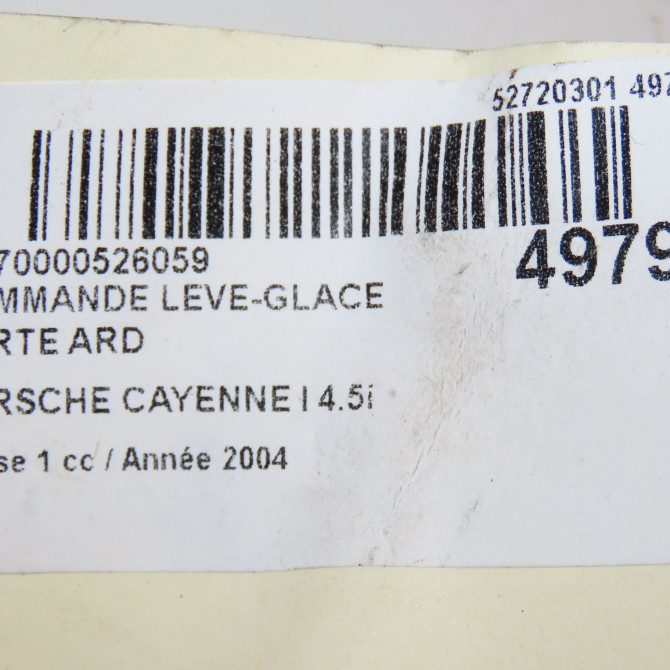 52720301 497
70000526059
4979
MMANDE LEVE-GLACE
RTE ARD
RSCHE CAYENNE I 4.5i
se 1 cc / Année 2004